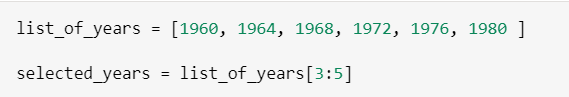 list_of_years = [1960, 1964, 1968, 1972, 1976, 1980 ]
selected_years = list_of_years[3:5]